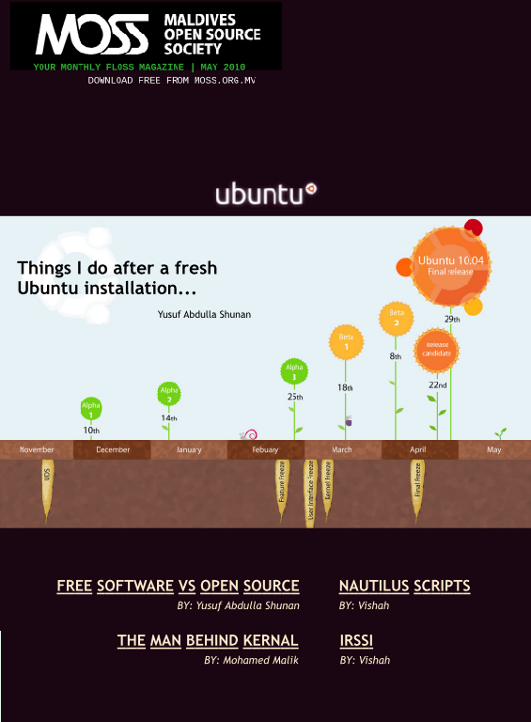 MOSS
MALDIVES
OPEN SOURCE
SOCIETY
YOUR MONTHLY FLOSS MAGAZINE | MAY 2010
DOWNLOAD FREE FROM MOSS.ORG.MV
ubuntu
Things I do after a fresh
Ubuntu installation...
Yusuf Abdulla Shunan
Ubuntu 10.04
Final release
29th
Beta
2
8th
Beta
1
18th
Release
candidate
22nd
Alpha
3
25th
Alpha
2
14th
Alpha
1
10th
November December January Febuary March April May
UDS
Feature Freeze
User Interface Freeze
Kernel Freeze
Final Freeze
FREE SOFTWARE VS OPEN SOURCE
BY: Yusuf Abdulla Shunan
NAUTILUS SCRIPTS
BY: Vishah
THE MAN BEHIND KERNAL
BY: Mohamed Malik
IRSSI
BY: Vishah